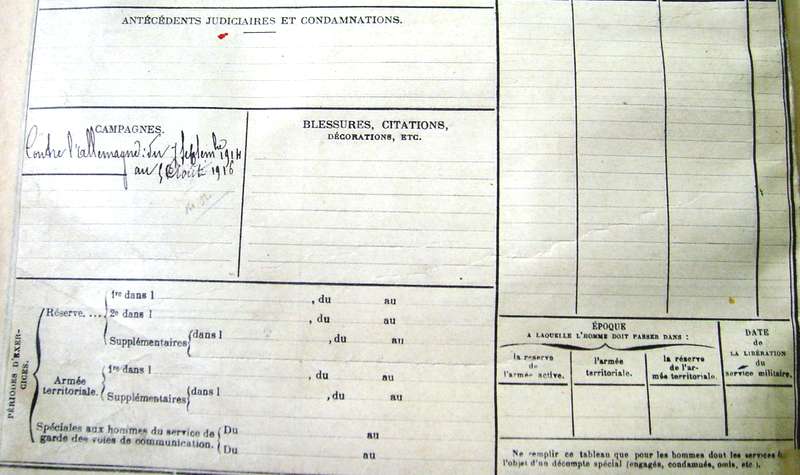 ANTÉCÉDENTS JUDICIAIRES ET CONDAMNATIONS.
CAMPAGNES.
Contre l'allemagne: du 7 septembre 1914
au 5 Août 1916
BLESSURES, CITATIONS,
DÉCORATIONS, ETC.
PÉRIODES D'EXER-
CICES.
Réserve. ....
1re dans l , du au
2e dans l , du au
Supplémentaires dans l , du au
Armée
territoriale.
1re dans l , du au
Supplémentaires dans l , du au
Spéciales aux hommes du service de
garde des voies de communication.
Du au
Du au
ÉPOQUE
A LAQUELLE L'HOMME DOIT PASSER DANS :
la réserve
de
l'armée active.
l'armée
territoriale.
la réserve
de l'ar-
mée territoriale.
DATE
de
LA LIBÉRATION
du
service militaire.
Ne remplir ce tableau que pour les hommes dont les services
l'objet d'un décompte spécial (engagés, condamnés, omis, etc.).